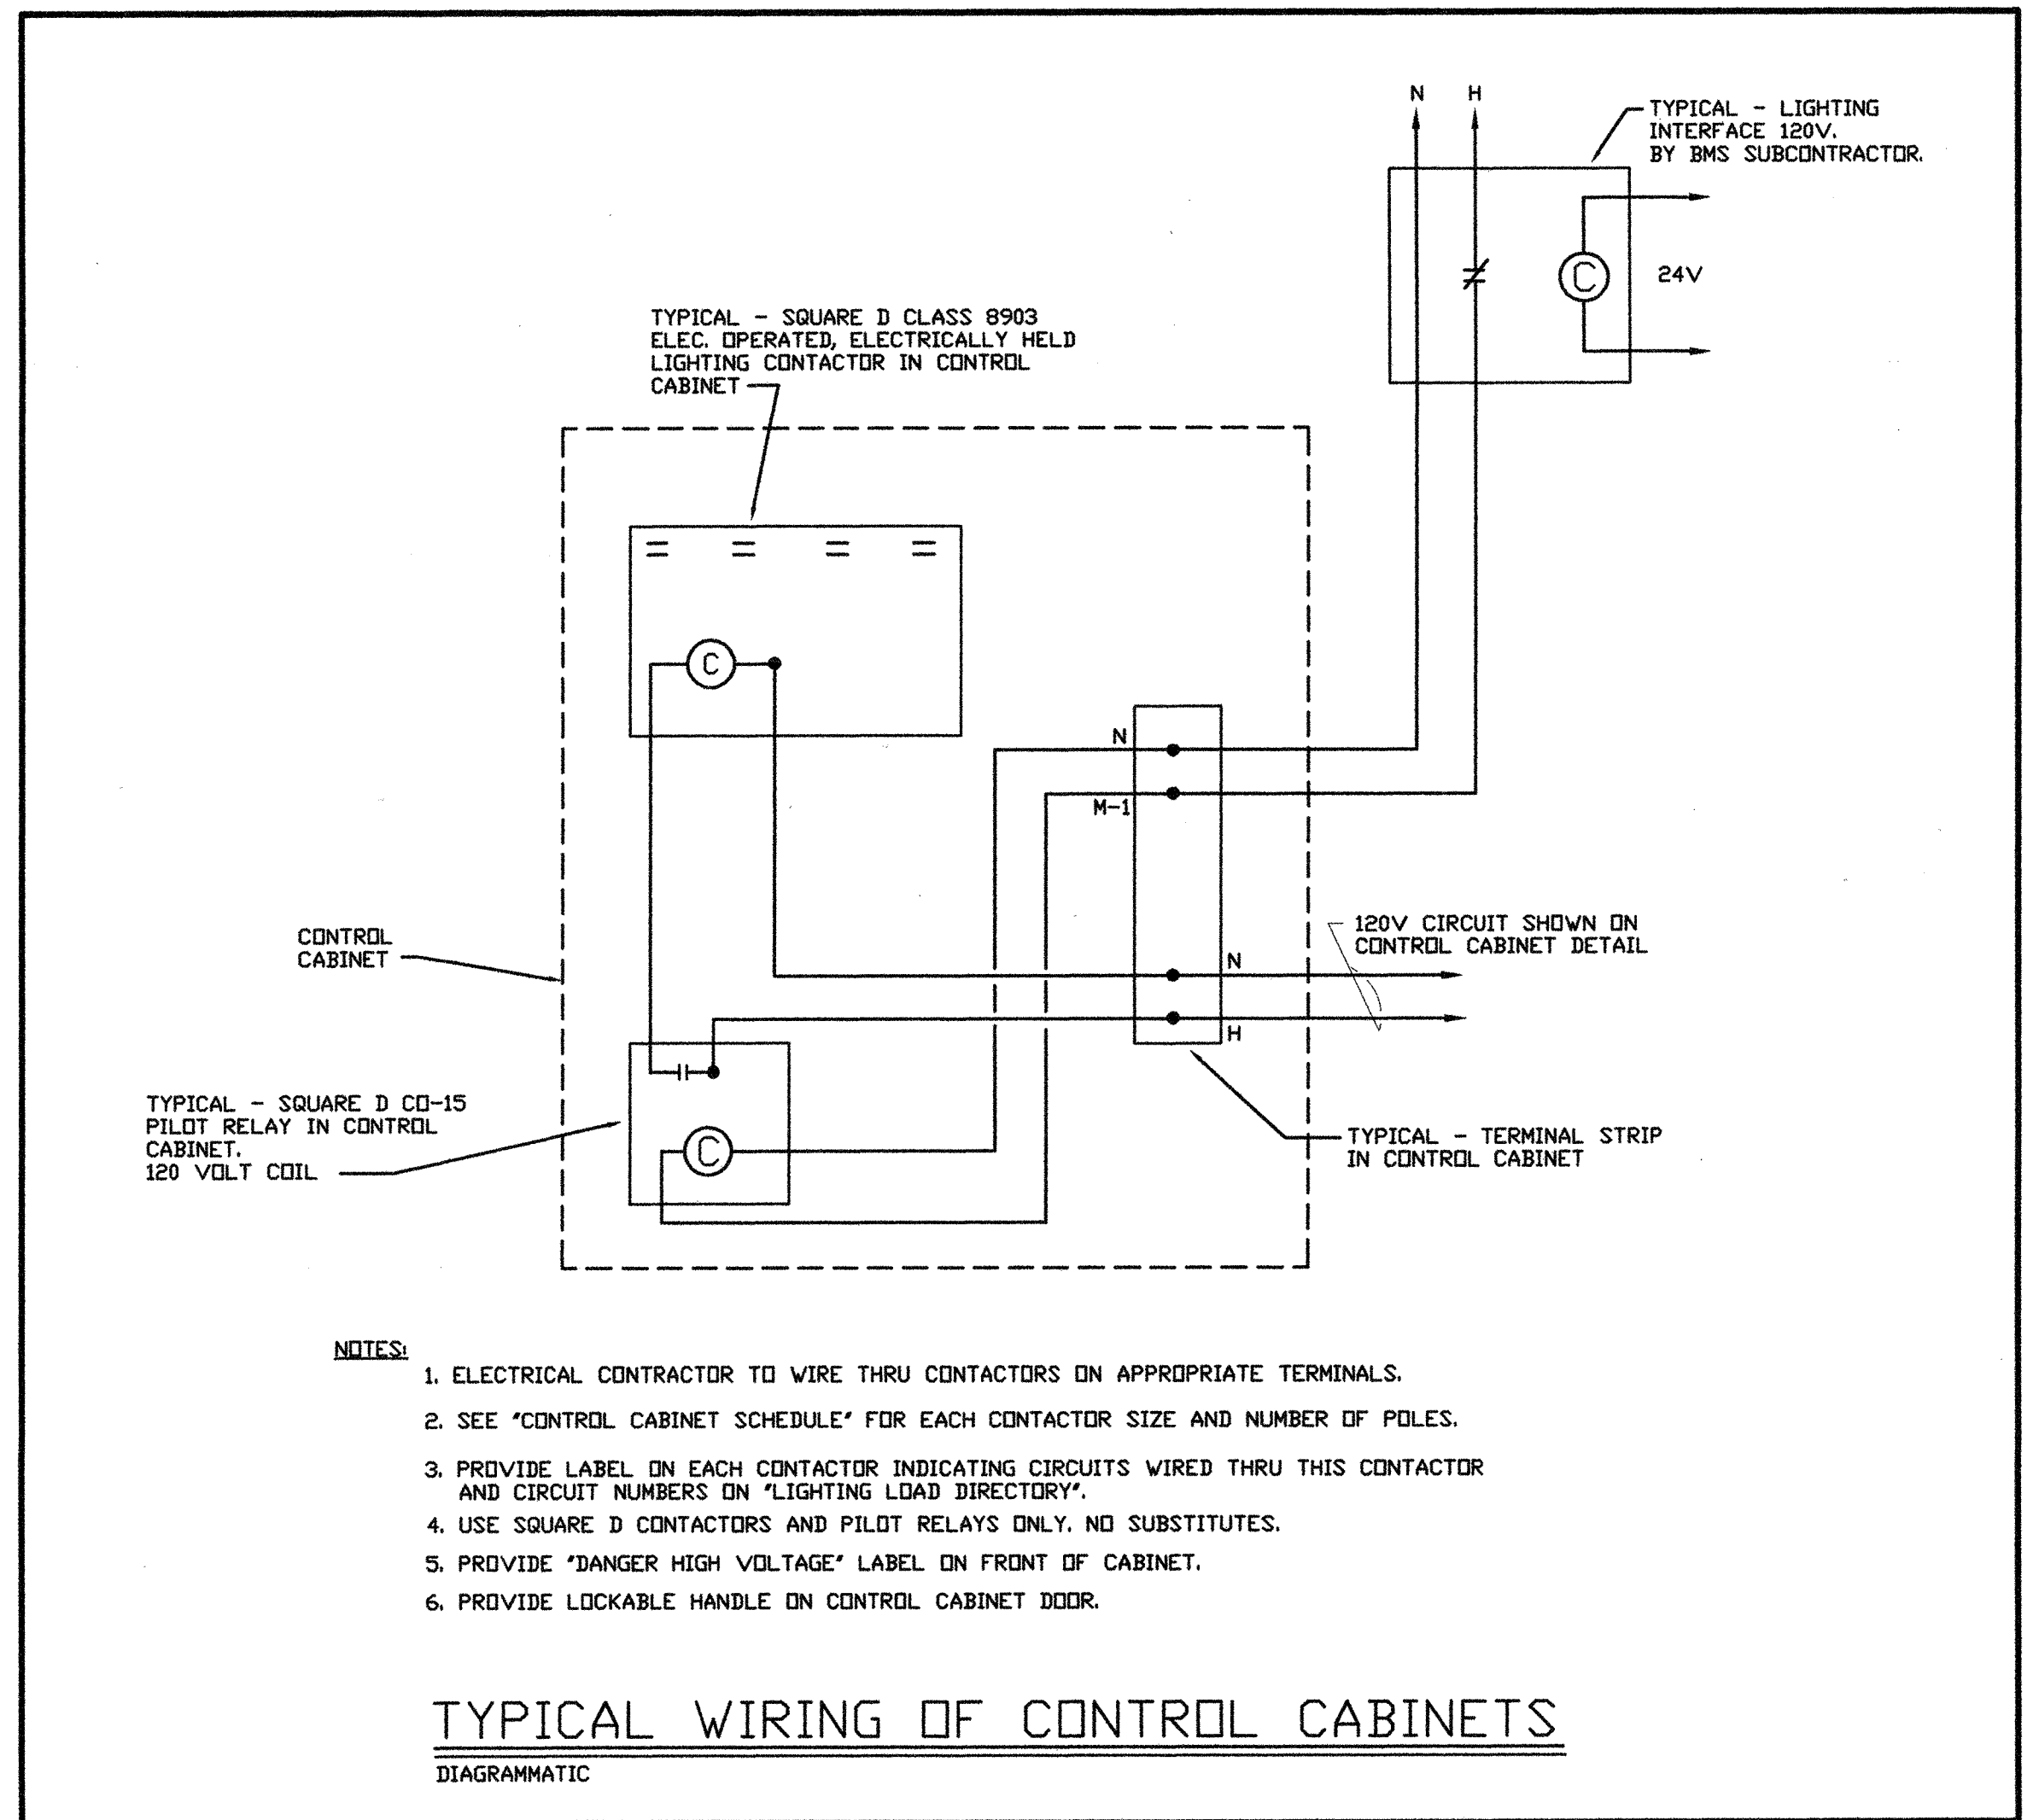 N H
TYPICAL - LIGHTING
INTERFACE 120V.
BY BMS SUBCONTRACTOR.
C
24V
TYPICAL - SQUARE D CLASS 8903
ELEC. OPERATED, ELECTRICALLY HELD
LIGHTING CONTACTOR IN CONTROL
CABINET
C
N
M-1
120V CIRCUIT SHOWN ON
CONTROL CABINET DETAIL
CONTROL
CABINET
N
H
TYPICAL - SQUARE D CO-15
PILOT RELAY IN CONTROL
CABINET.
120 VOLT COIL
C
TYPICAL - TERMINAL STRIP
IN CONTROL CABINET
NOTES:
1. ELECTRICAL CONTRACTOR TO WIRE THRU CONTACTORS ON APPROPRIATE TERMINALS.
2. SEE "CONTROL CABINET SCHEDULE" FOR EACH CONTACTOR SIZE AND NUMBER OF POLES.
3. PROVIDE LABEL ON EACH CONTACTOR INDICATING CIRCUITS WIRED THRU THIS CONTACTOR
AND CIRCUIT NUMBERS ON "LIGHTING LOAD DIRECTORY".
4. USE SQUARE D CONTACTORS AND PILOT RELAYS ONLY. NO SUBSTITUTES.
5. PROVIDE "DANGER HIGH VOLTAGE" LABEL ON FRONT OF CABINET.
6. PROVIDE LOCKABLE HANDLE ON CONTROL CABINET DOOR.
TYPICAL WIRING OF CONTROL CABINETS
DIAGRAMMATIC